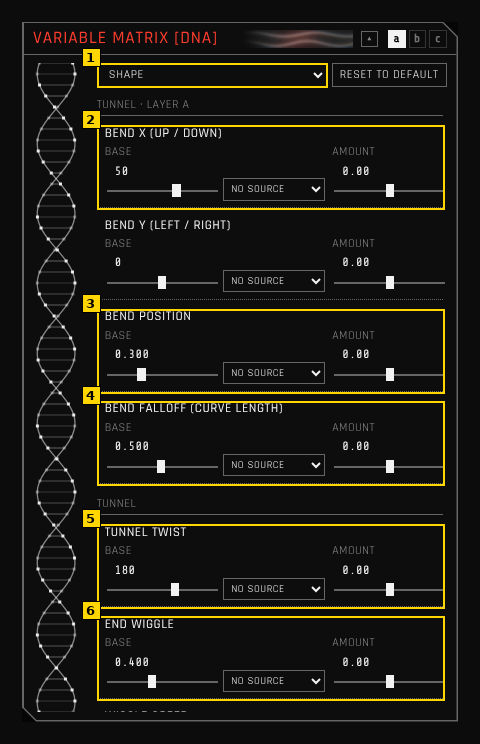 VARIABLE MATRIX [DNA]
a b c
1
SHAPE
RESET TO DEFAULT
TUNNEL · LAYER A
2
BEND X (UP / DOWN)
BASE AMOUNT
50 0.00
NO SOURCE
BEND Y (LEFT / RIGHT)
BASE AMOUNT
0 0.00
NO SOURCE
3
BEND POSITION
BASE AMOUNT
0.300 0.00
NO SOURCE
4
BEND FALLOFF (CURVE LENGTH)
BASE AMOUNT
0.500 0.00
NO SOURCE
TUNNEL
5
TUNNEL TWIST
BASE AMOUNT
180 0.00
NO SOURCE
6
END WIGGLE
BASE AMOUNT
0.400 0.00
NO SOURCE